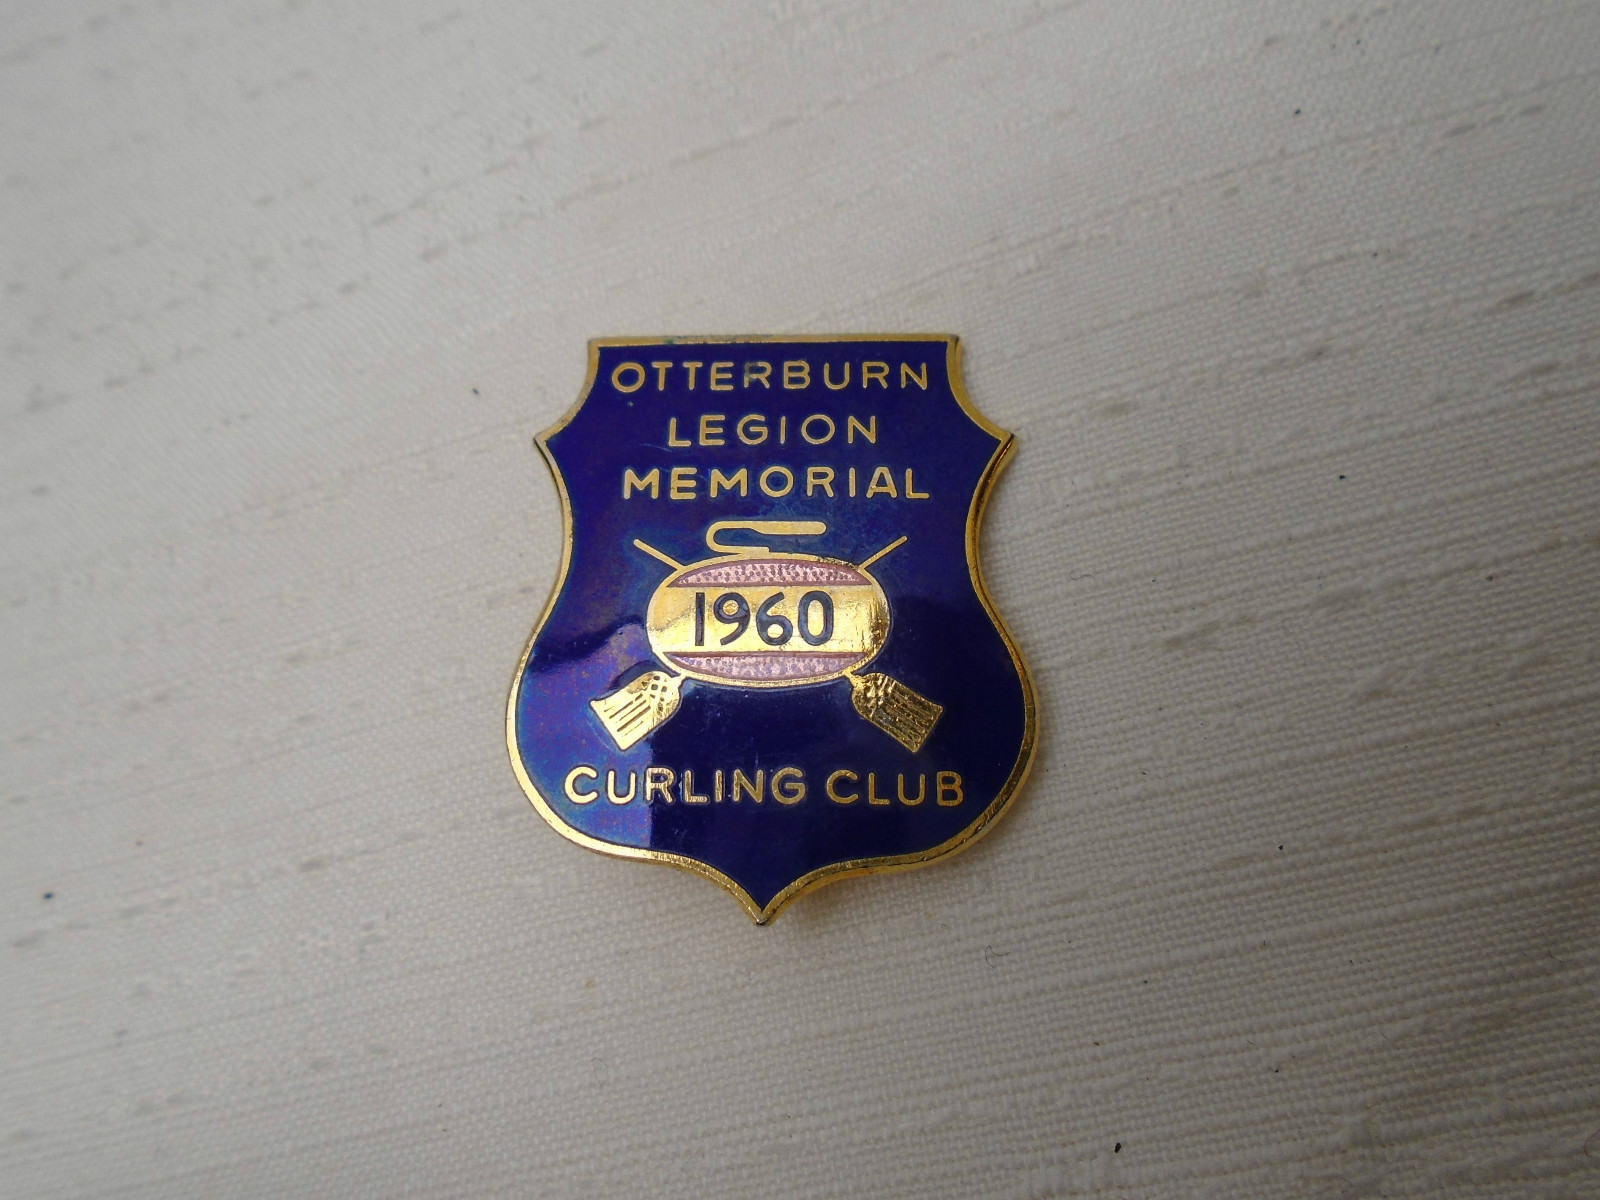 OTTERBURN
LEGION
MEMORIAL
1960
CURLING CLUB